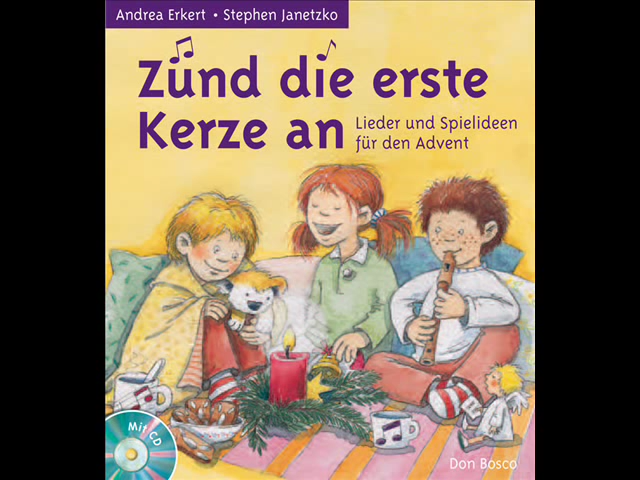 Andrea Erkert • Stephen Janetzko
Zünd die erste
Kerze an
Lieder und Spielideen
für den Advent
Mit CD
Don Bosco